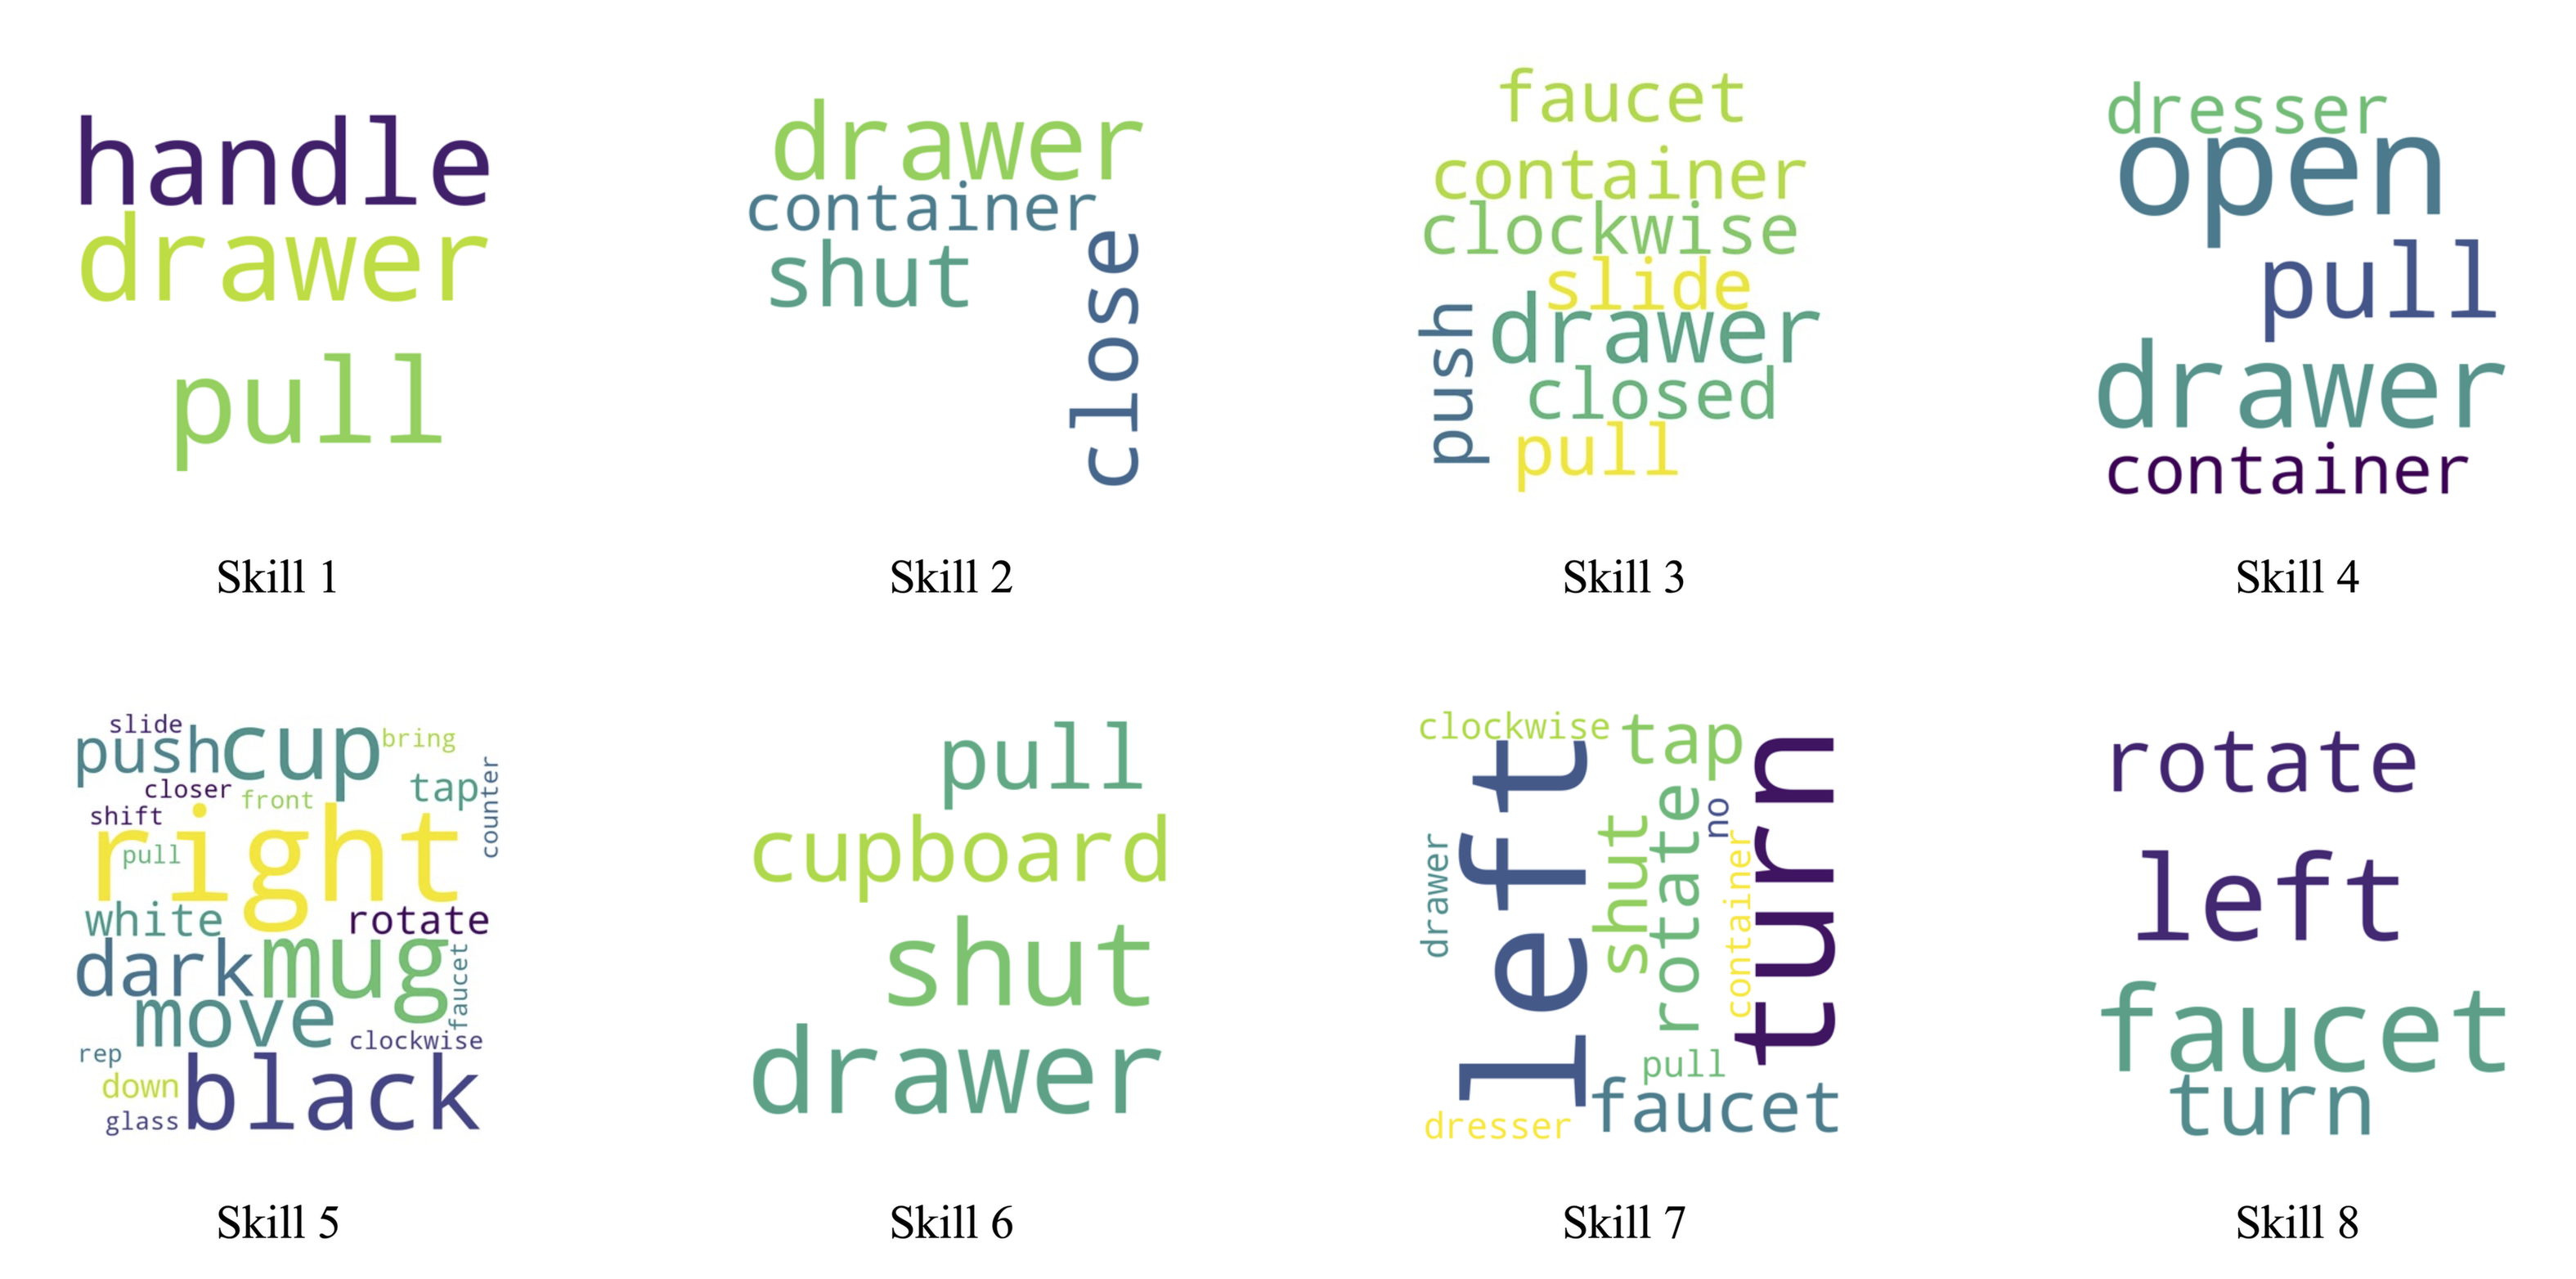 handle
drawer
pull
Skill 1
drawer
container
shut
close
Skill 2
faucet
container
clockwise
slide
push
drawer
closed
pull
Skill 3
dresser
open
pull
drawer
container
Skill 4
slide
push cup bring
closer front tap counter
shift
right
pull
white rotate
dark mug faucet
move
clockwise
rep
down
black
glass
Skill 5
pull
cupboard
shut
drawer
Skill 6
clockwise tap
left
turn
drawer
shut
rotate
no
container
pull
faucet
dresser
Skill 7
rotate
left
faucet
turn
Skill 8